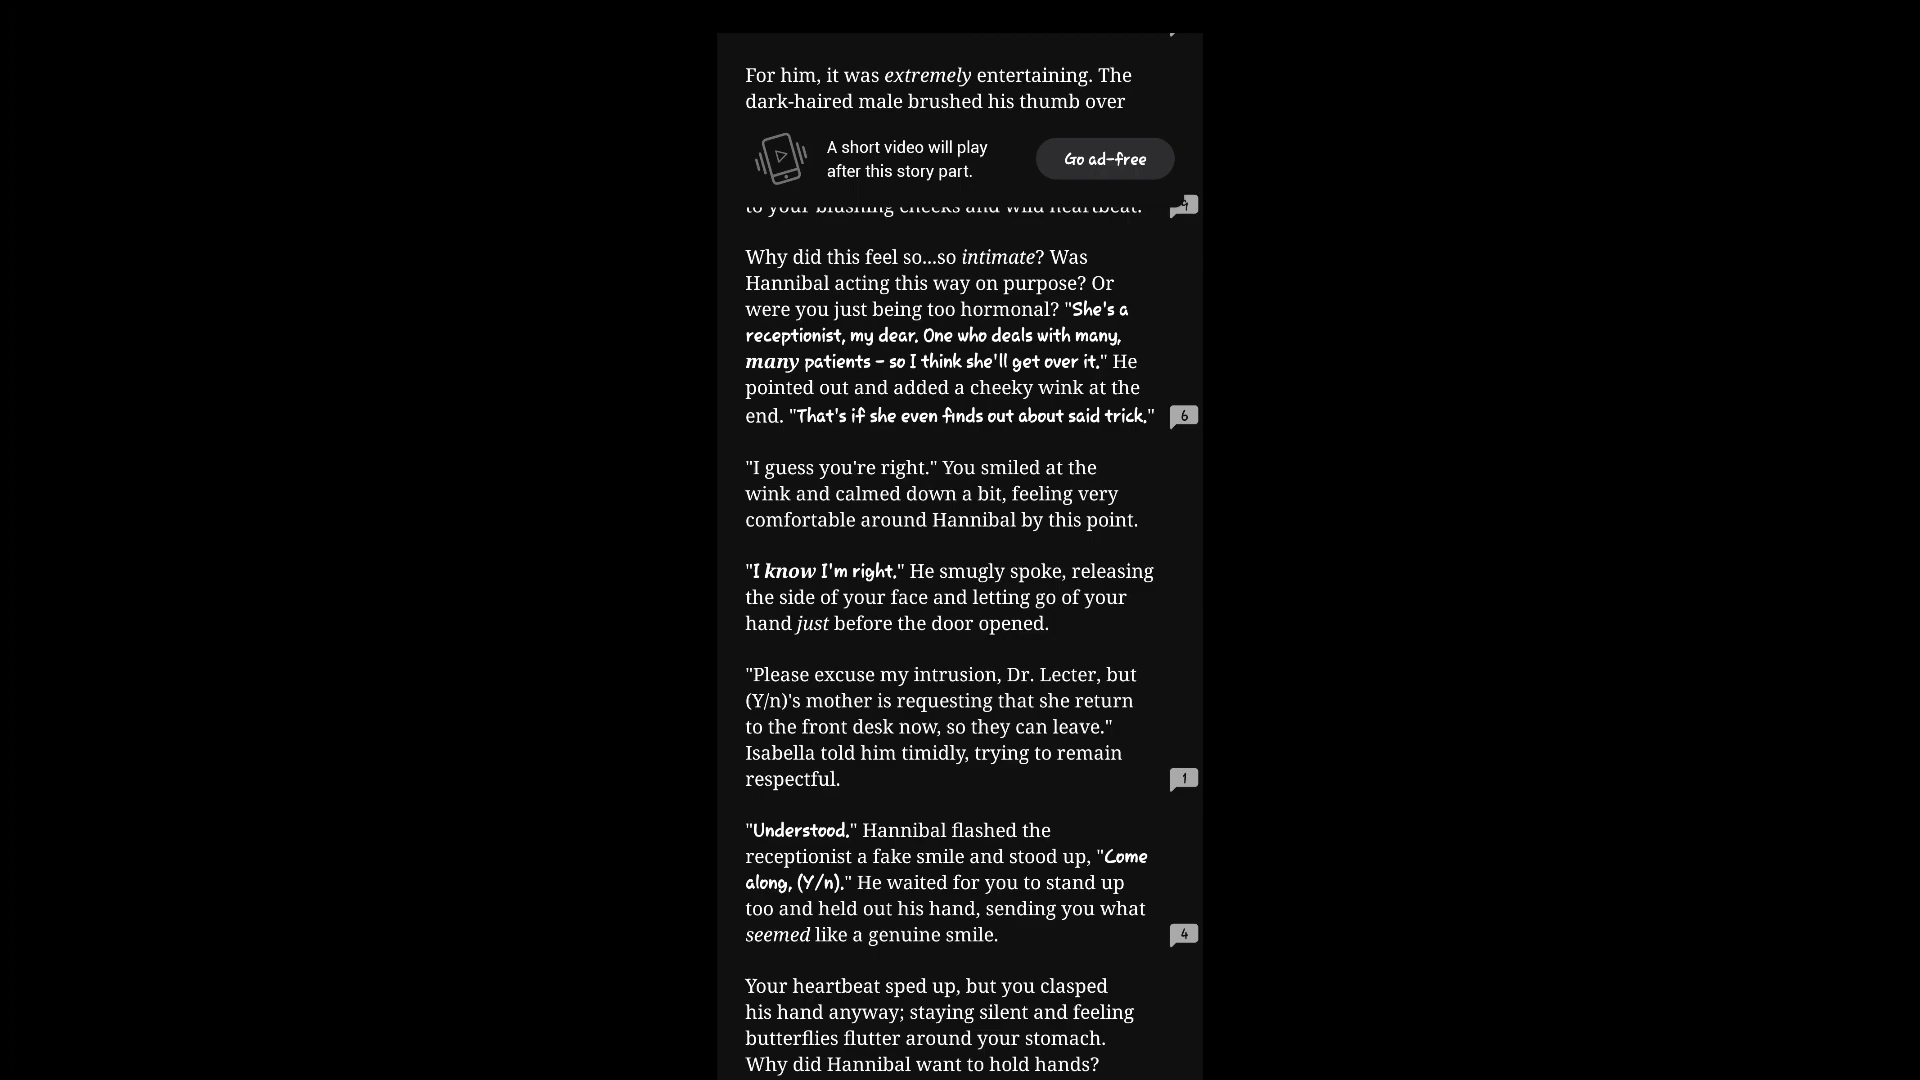 For him, it was extremely entertaining. The
dark-haired male brushed his thumb over
A short video will play
after this story part.
Go ad-free
to your blushing cheeks and wild heartbeat.
9
Why did this feel so...so intimate? Was
Hannibal acting this way on purpose? Or
were you just being too hormonal? "She's a
receptionist, my dear. One who deals with many,
many patients – so I think she'll get over it." He
pointed out and added a cheeky wink at the
end. "That's if she even finds out about said trick."
6
"I guess you're right." You smiled at the
wink and calmed down a bit, feeling very
comfortable around Hannibal by this point.
"I know I'm right." He smugly spoke, releasing
the side of your face and letting go of your
hand just before the door opened.
"Please excuse my intrusion, Dr. Lecter, but
(Y/n)'s mother is requesting that she return
to the front desk now, so they can leave."
Isabella told him timidly, trying to remain
respectful.
1
"Understood." Hannibal flashed the
receptionist a fake smile and stood up, "Come
along, (Y/n)." He waited for you to stand up
too and held out his hand, sending you what
seemed like a genuine smile.
4
Your heartbeat sped up, but you clasped
his hand anyway; staying silent and feeling
butterflies flutter around your stomach.
Why did Hannibal want to hold hands?